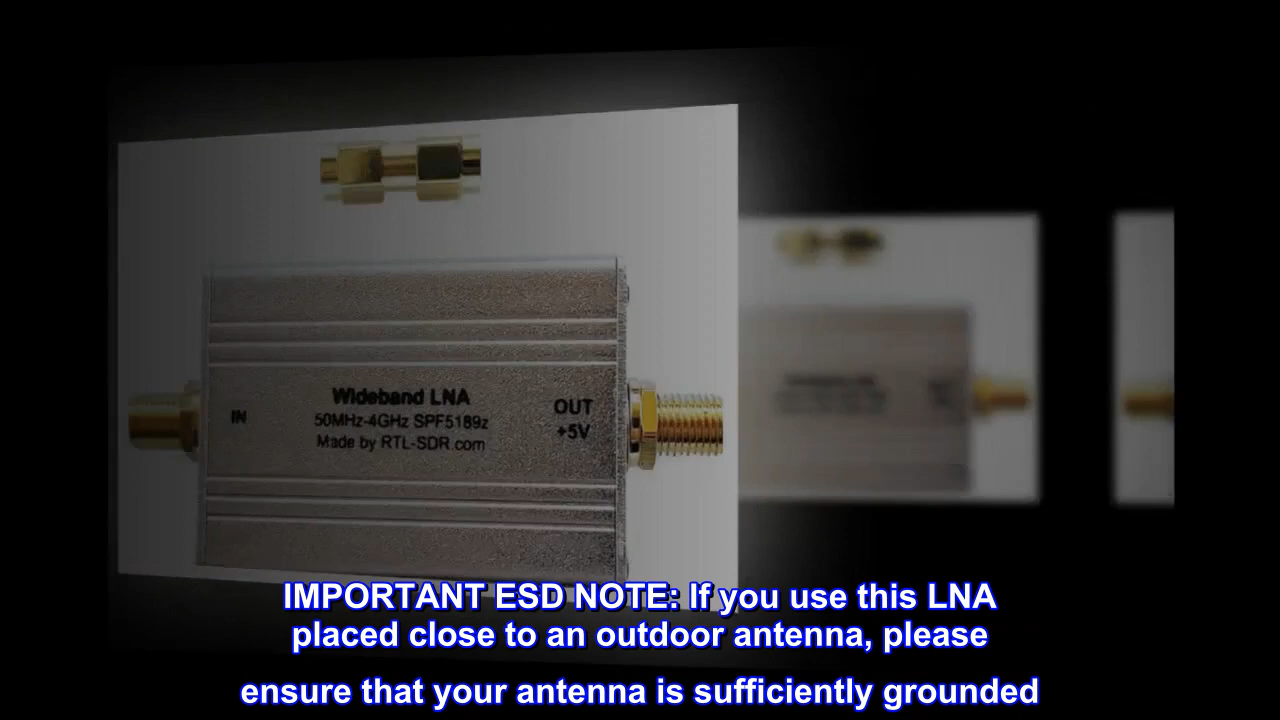 Wideband LNA
IN
50MHz-4GHz SPF5189z
Made by RTL-SDR.com
OUT
+5V
IMPORTANT ESD NOTE: If you use this LNA
placed close to an outdoor antenna, please
ensure that your antenna is sufficiently grounded